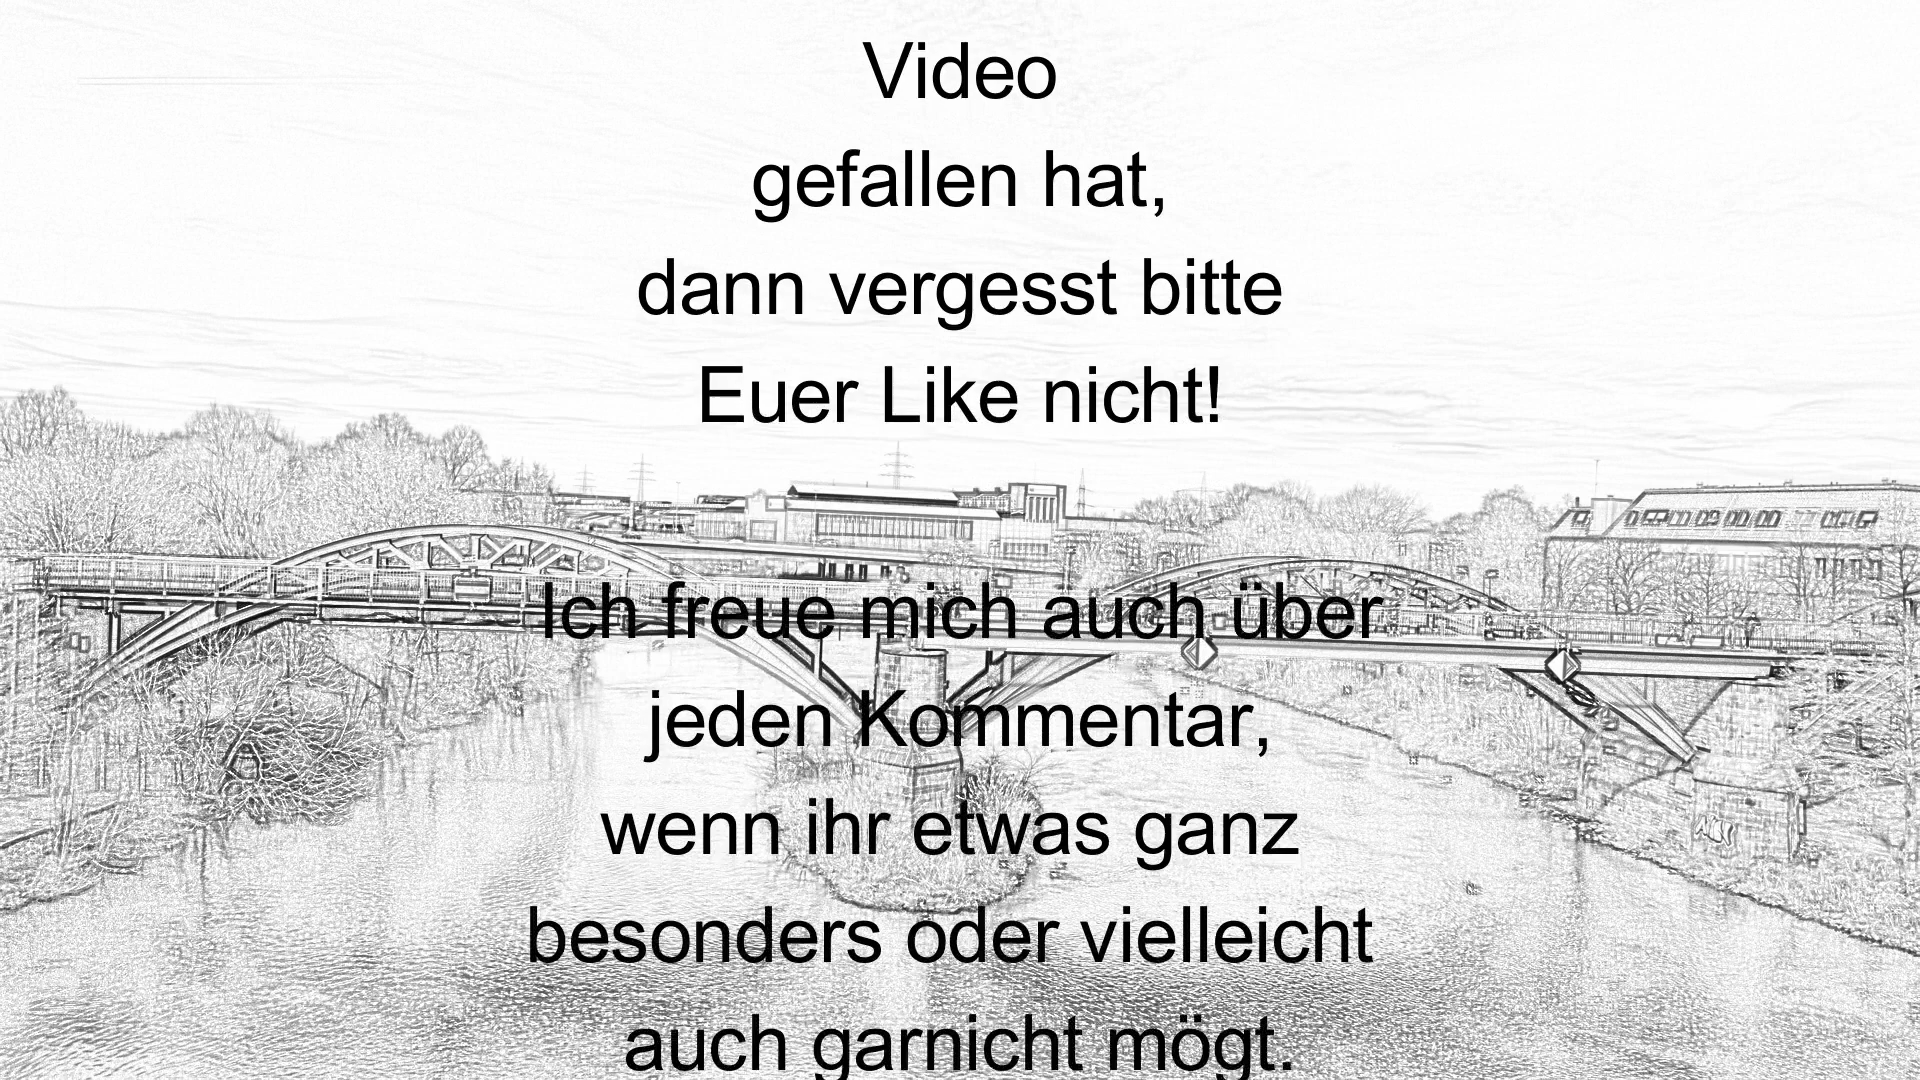 Video
gefallen hat,
dann vergesst bitte
Euer Like nicht!
Ich freue mich auch über
jeden Kommentar,
wenn ihr etwas ganz
besonders oder vielleicht
auch garnicht mögt.